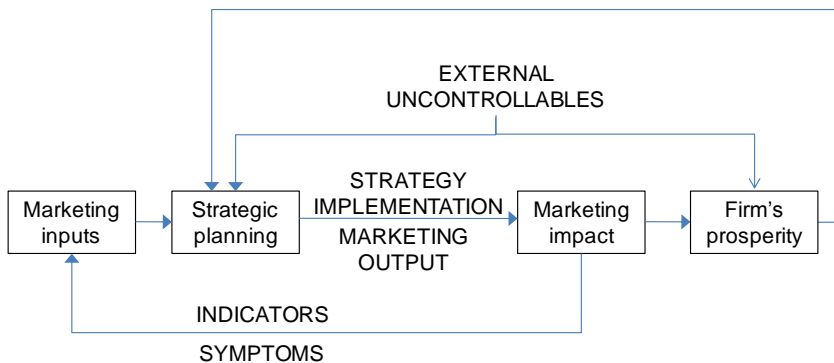 EXTERNAL
UNCONTROLLABLES
Marketing
inputs
Strategic
planning
STRATEGY
IMPLEMENTATION
MARKETING
OUTPUT
Marketing
impact
Firm's
prosperity
INDICATORS
SYMPTOMS